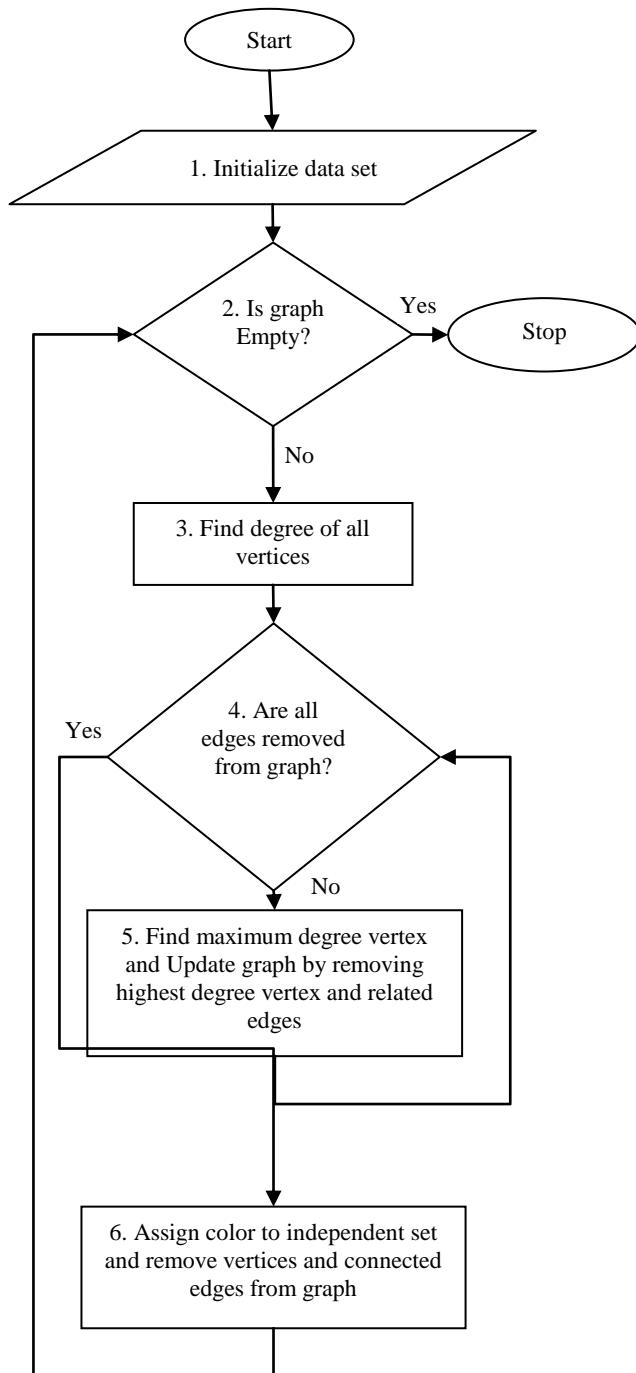 Start
1. Initialize data set
2. Is graph
Empty?
Yes
Stop
No
3. Find degree of all
vertices
Yes
4. Are all
edges removed
from graph?
No
5. Find maximum degree vertex
and Update graph by removing
highest degree vertex and related
edges
6. Assign color to independent set
and remove vertices and connected
edges from graph